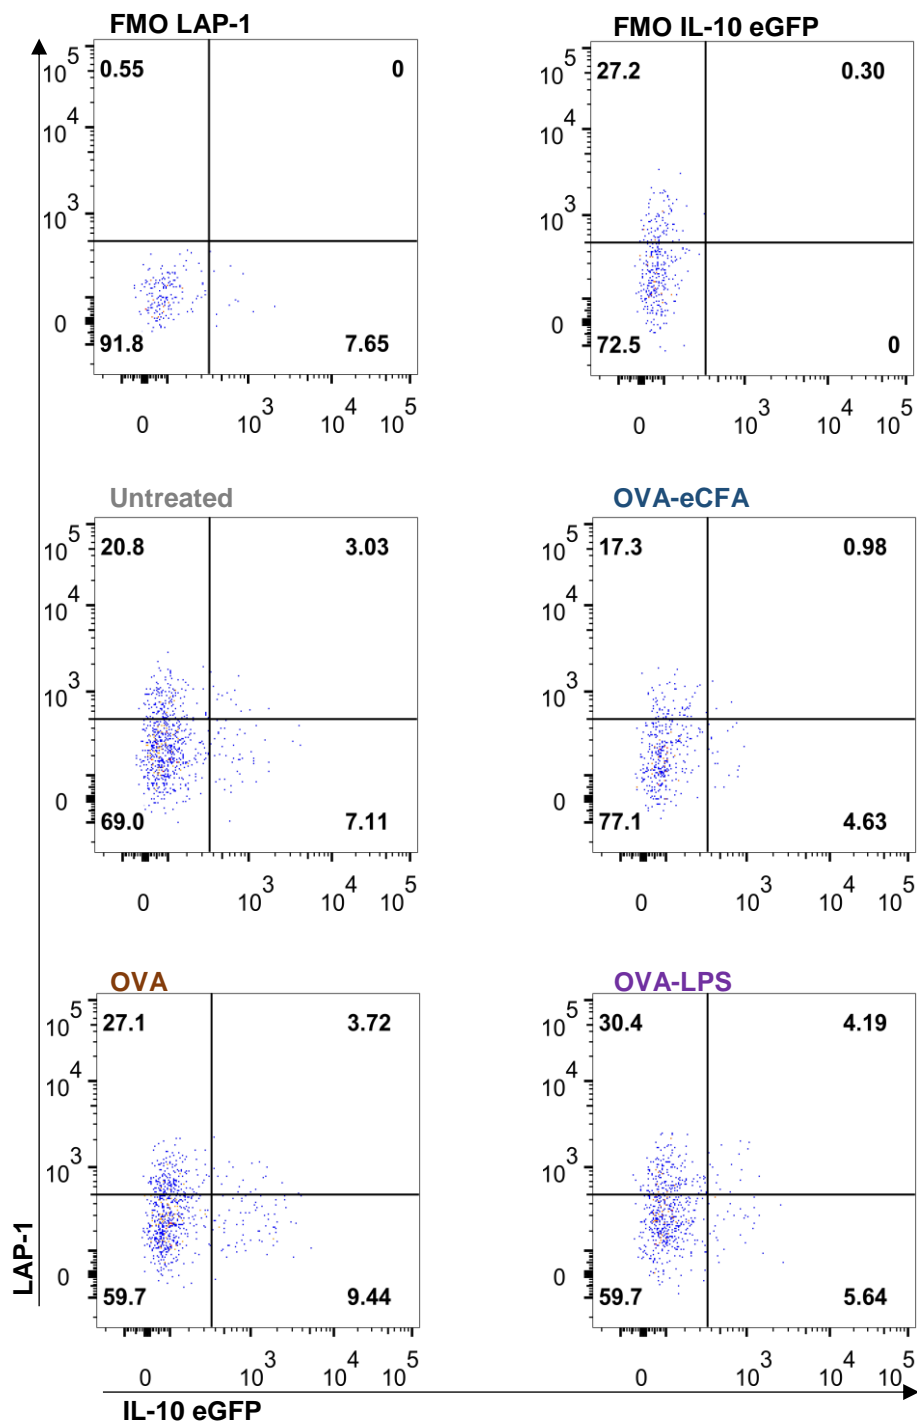 FMO LAP-1
FMO IL-10 eGFP
10^5 0.55 0
10^4
10^3
0
91.8 7.65
0 10^3 10^4 10^5
10^5 27.2 0.30
10^4
10^3
0
72.5 0
0 10^3 10^4 10^5
Untreated
OVA-eCFA
10^5 20.8 3.03
10^4
10^3
0
69.0 7.11
0 10^3 10^4 10^5
10^5 17.3 0.98
10^4
10^3
0
77.1 4.63
0 10^3 10^4 10^5
OVA
OVA-LPS
10^5 27.1 3.72
10^4
10^3
0
59.7 9.44
0 10^3 10^4 10^5
10^5 30.4 4.19
10^4
10^3
0
59.7 5.64
0 10^3 10^4 10^5
LAP-1
IL-10 eGFP